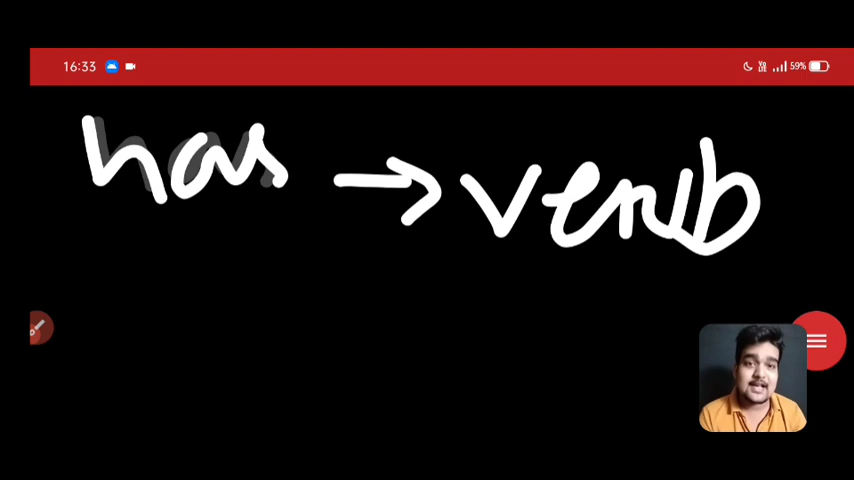 16:33 59%
has → verb